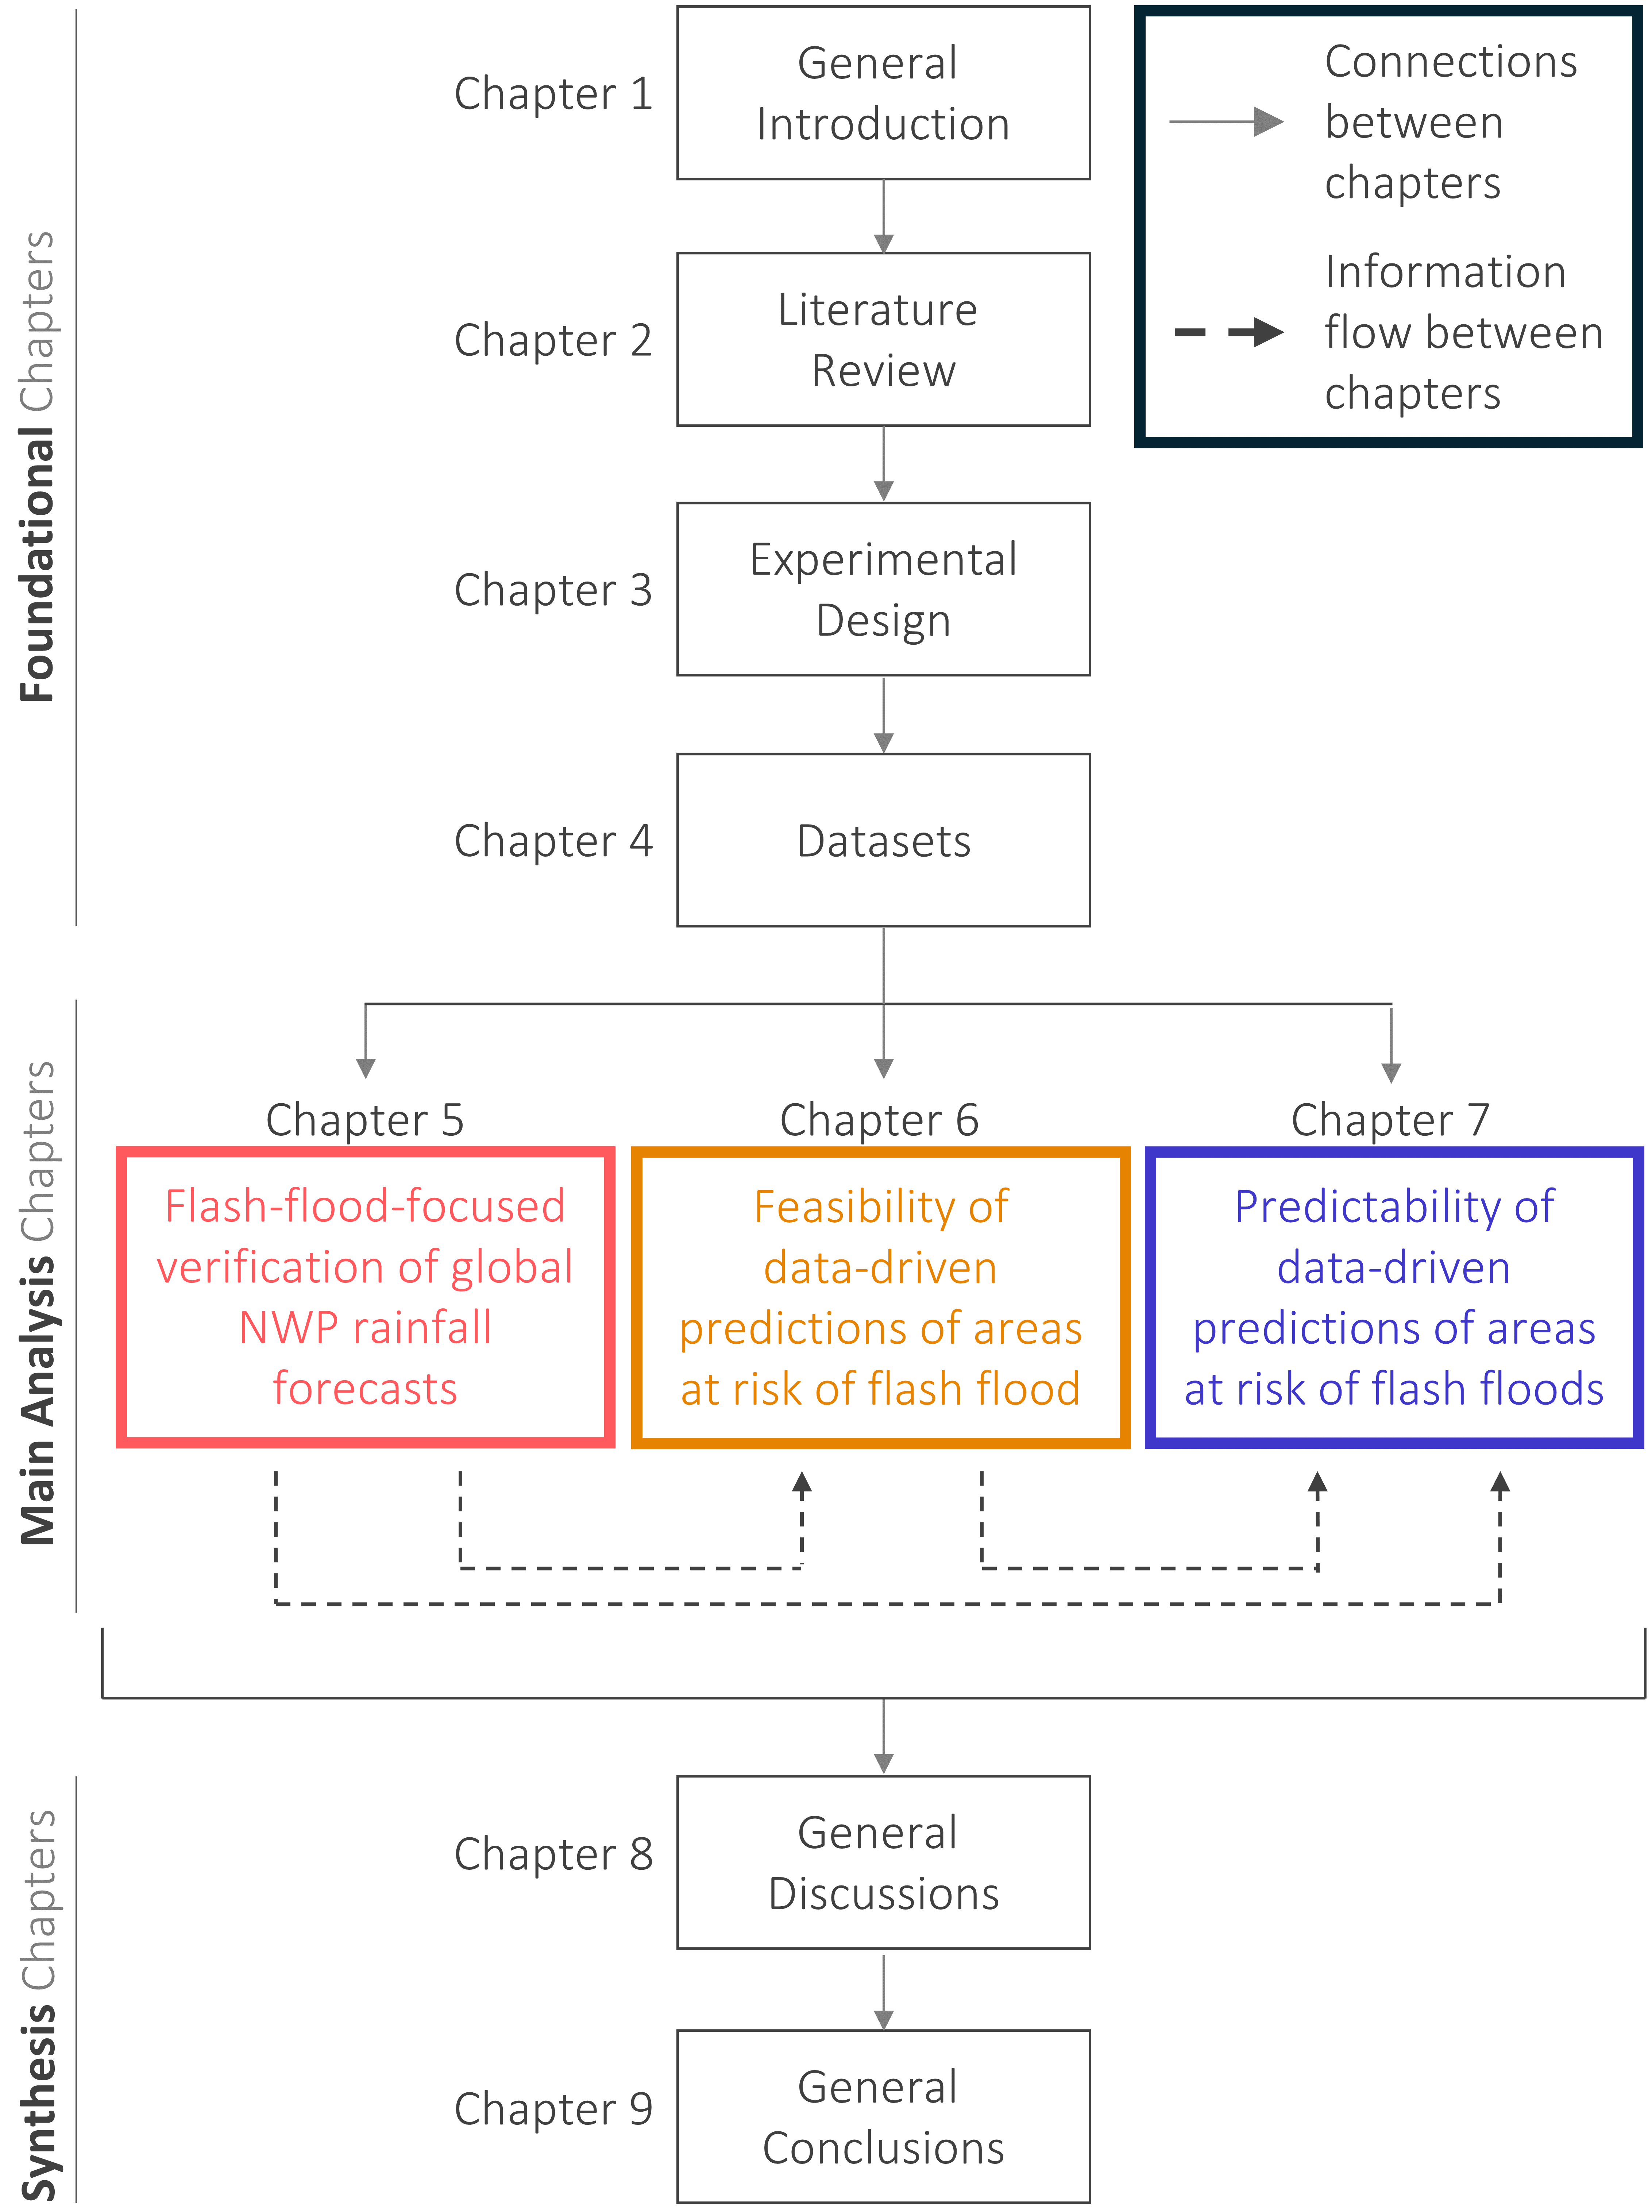 Foundational Chapters
Chapter 1
General
Introduction
Connections
between
chapters
Information
flow between
chapters
Chapter 2
Literature
Review
Chapter 3
Experimental
Design
Chapter 4
Datasets
Main Analysis Chapters
Chapter 5
Flash-flood-focused
verification of global
NWP rainfall
forecasts
Chapter 6
Feasibility of
data-driven
predictions of areas
at risk of flash flood
Chapter 7
Predictability of
data-driven
predictions of areas
at risk of flash floods
Synthesis Chapters
Chapter 8
General
Discussions
Chapter 9
General
Conclusions